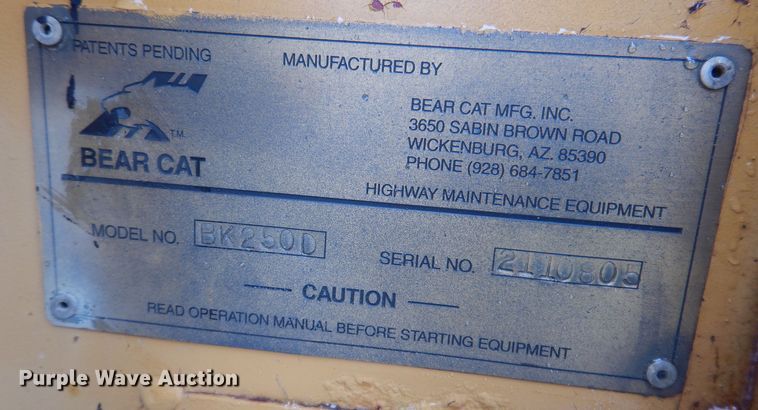 PATENTS PENDING
MANUFACTURED BY
TM
BEAR CAT
BEAR CAT MFG. INC.
3650 SABIN BROWN ROAD
WICKENBURG, AZ. 85390
PHONE (928) 684-7851
HIGHWAY MAINTENANCE EQUIPMENT
MODEL NO. BK250D
SERIAL NO. 2110805
CAUTION
READ OPERATION MANUAL BEFORE STARTING EQUIPMENT
Purple Wave Auction